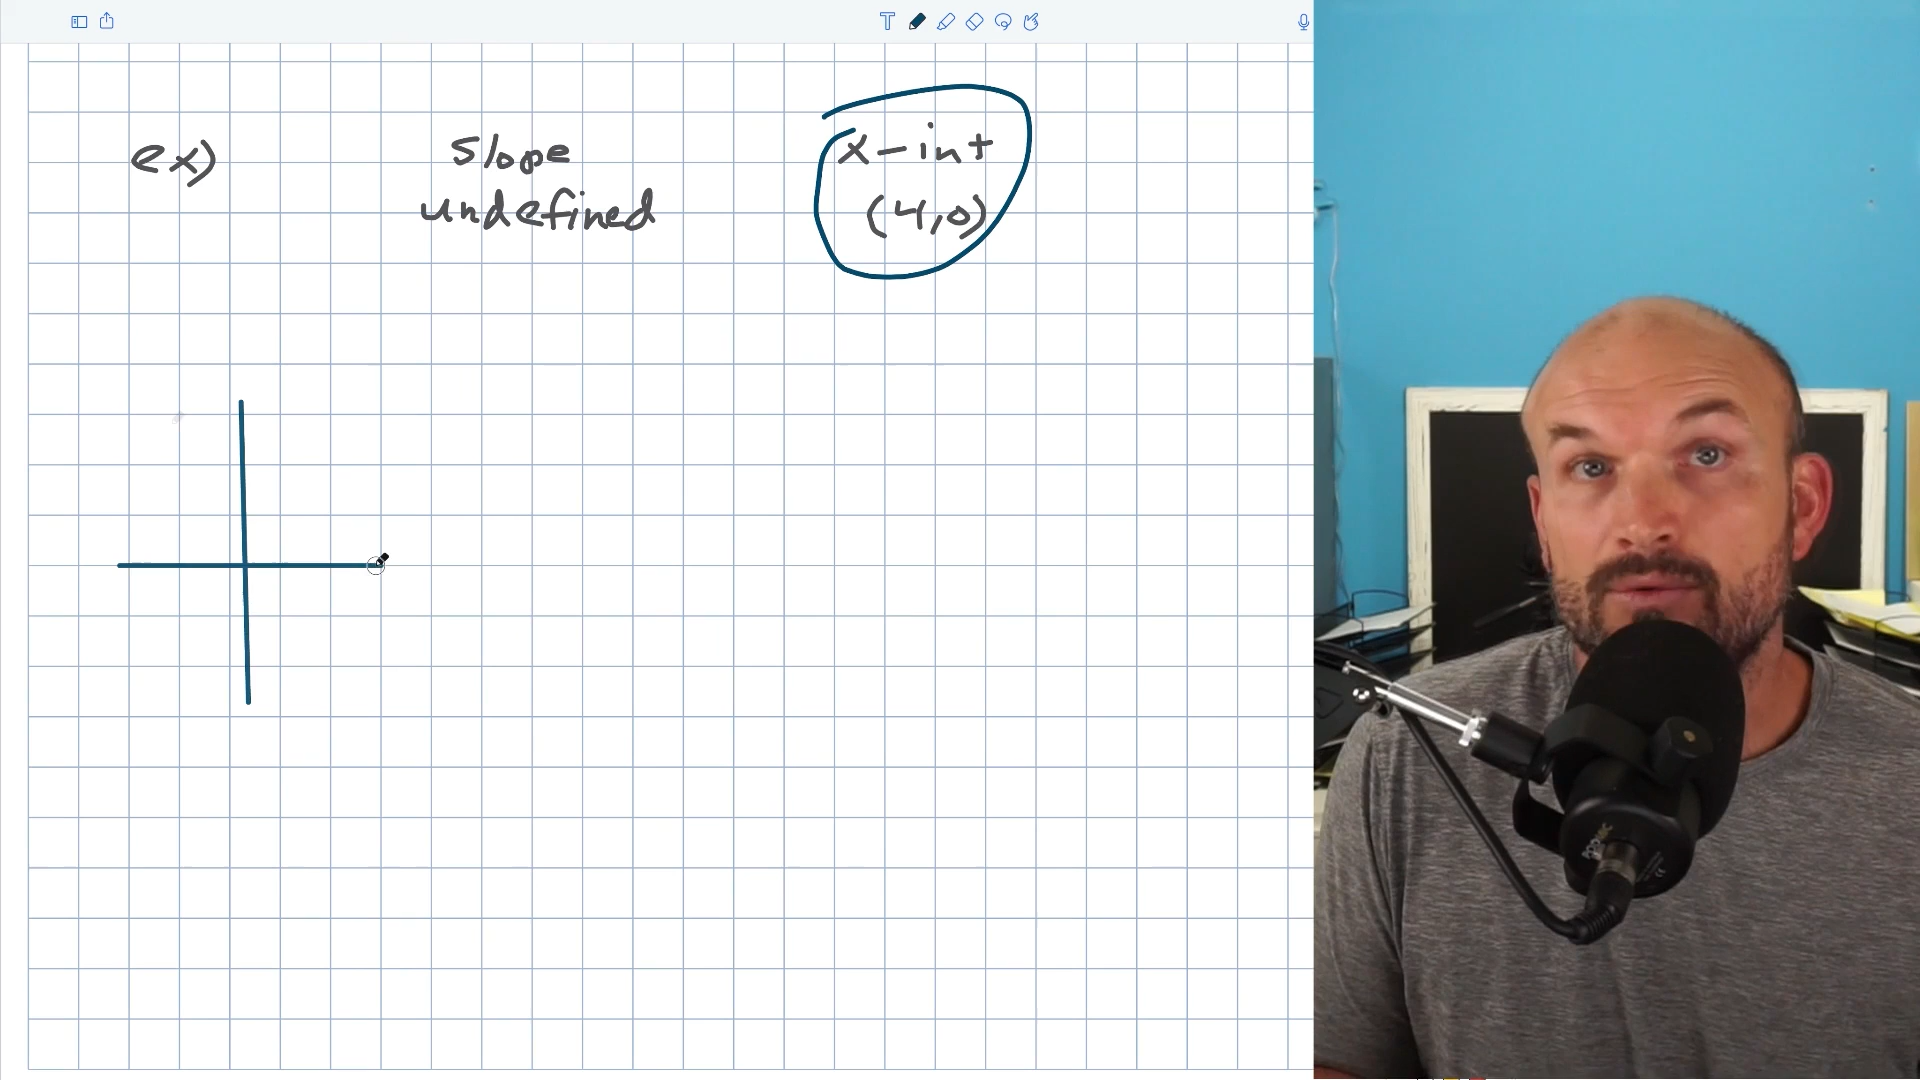 ex)
slope
undefined
x-int
(4,0)